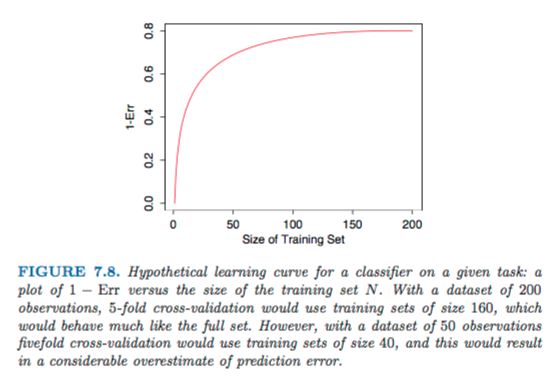 0.8
0.6
0.4
0.2
0.0
1-Err
0 50 100 150 200
Size of Training Set
FIGURE 7.8. Hypothetical learning curve for a classifier on a given task: a
plot of 1 − Err versus the size of the training set N. With a dataset of 200
observations, 5-fold cross-validation would use training sets of size 160, which
would behave much like the full set. However, with a dataset of 50 observations
fivefold cross-validation would use training sets of size 40, and this would result
in a considerable overestimate of prediction error.